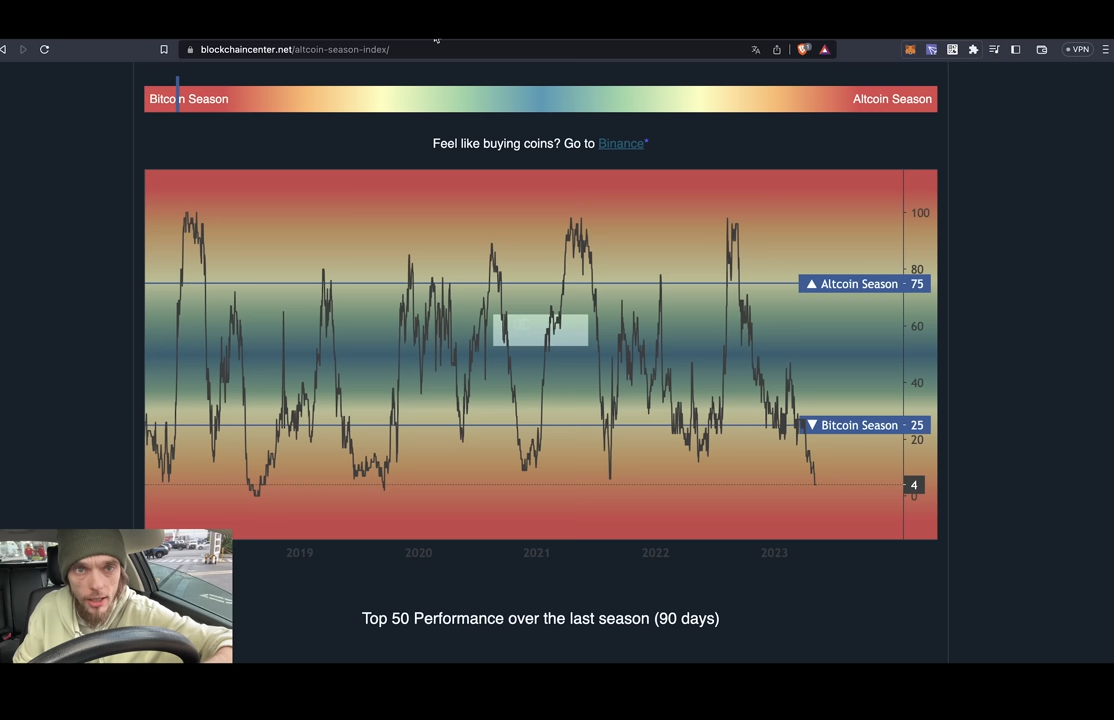 blockchaincenter.net/altcoin-season-index/
VPN
Bitcoin Season
Altcoin Season
Feel like buying coins? Go to Binance*
100
80
▲ Altcoin Season - 75
60
40
▼ Bitcoin Season - 25
20
4
0
2019 2020 2021 2022 2023
Top 50 Performance over the last season (90 days)